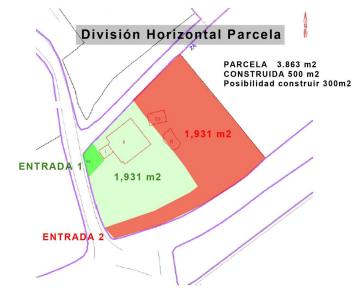 División Horizontal Parcela
PARCELA 3.863 m2
CONSTRUIDA 500 m2
Posibilidad construir 300m2
1,931 m2
ENTRADA 1
1,931 m2
ENTRADA 2